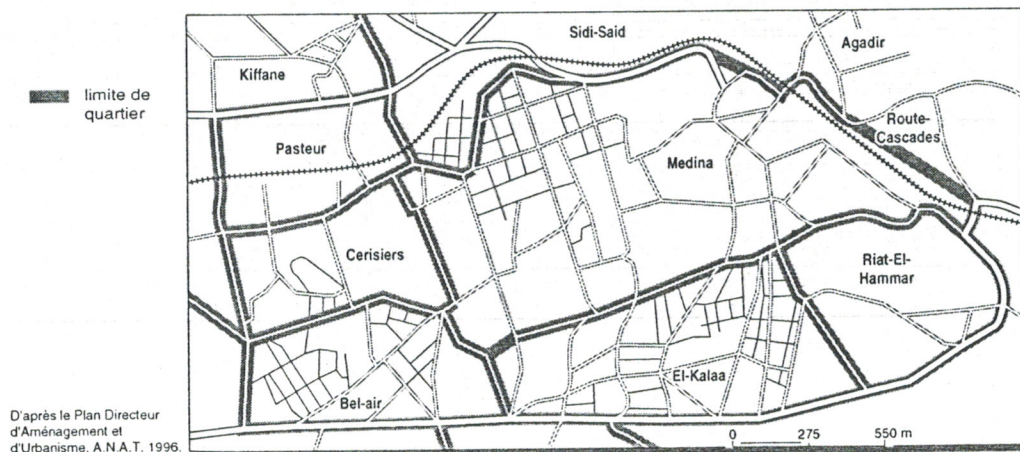 Sidi-Said
Agadir
Kiffane
limite de
quartier
Route-
Cascades
Pasteur
Medina
Cerisiers
Riat-El-
Hammar
El-Kalaa
Bel-air
D'après le Plan Directeur
d'Aménagement et
d'Urbanisme, A.N.A.T. 1996.
0 275 550 m